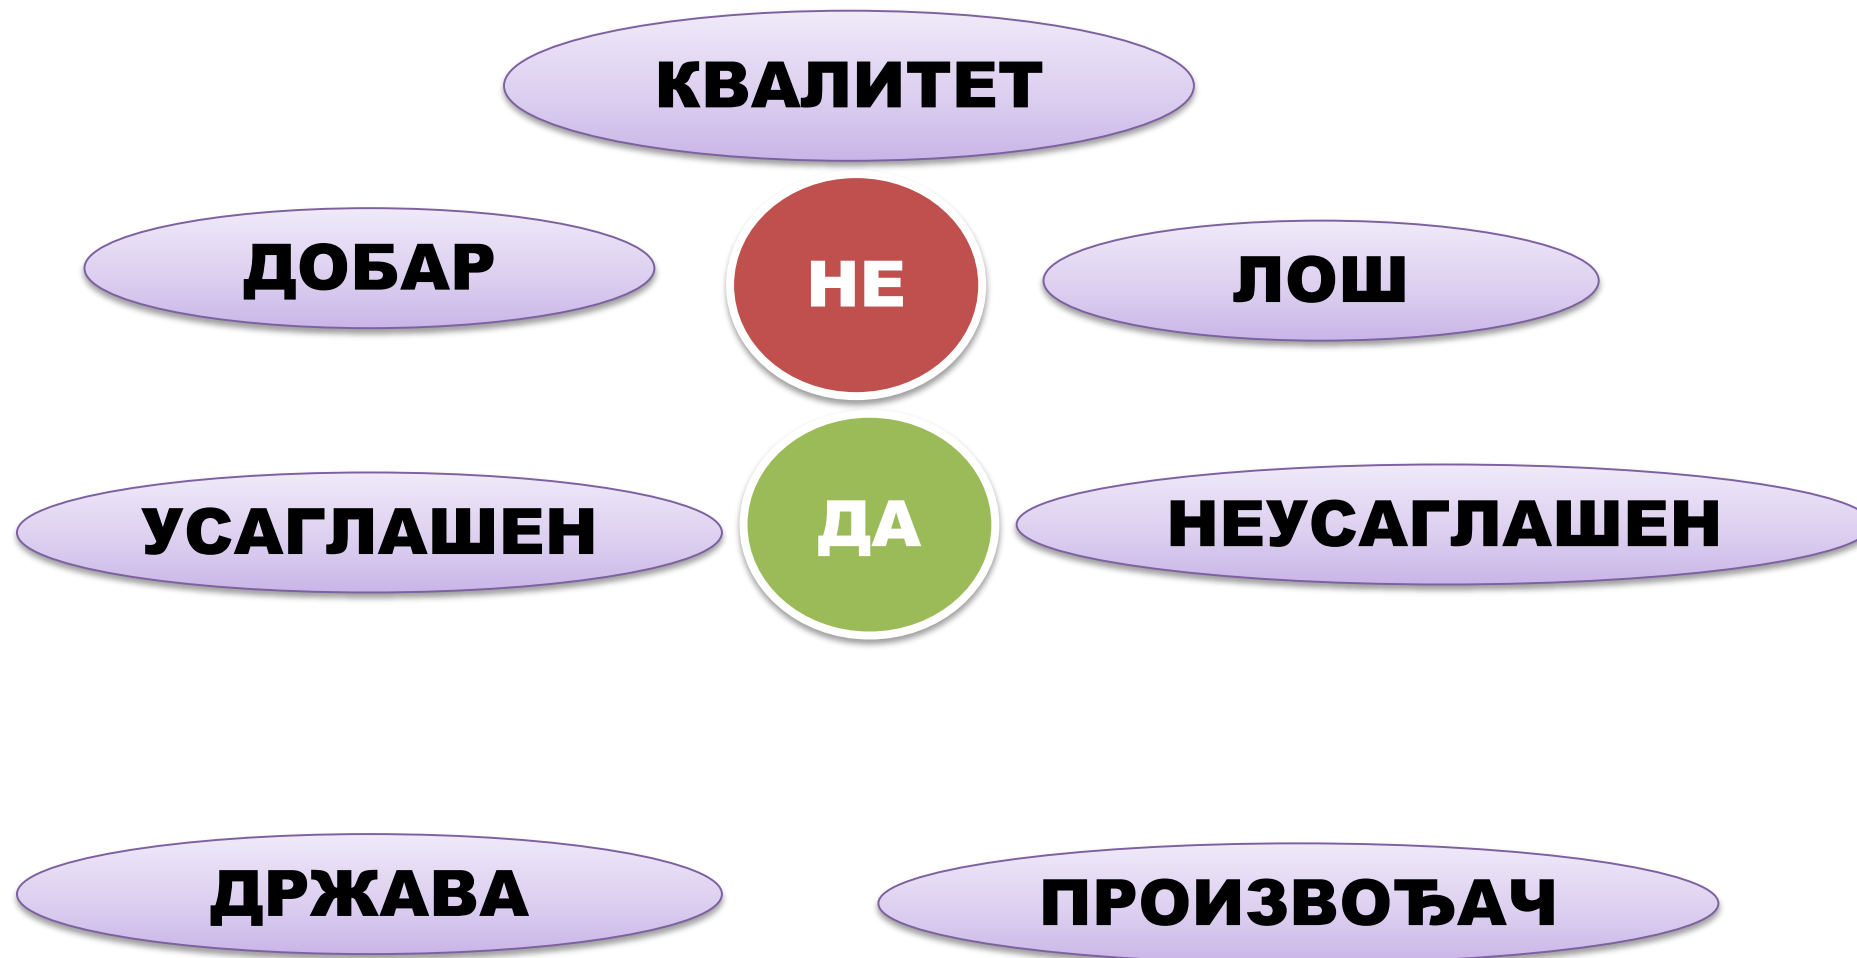 КВАЛИТЕТ
ДОБАР
НЕ
ЛОШ
УСАГЛАШЕН
ДА
НЕУСАГЛАШЕН
ДРЖАВА
ПРОИЗВОЂАЧ